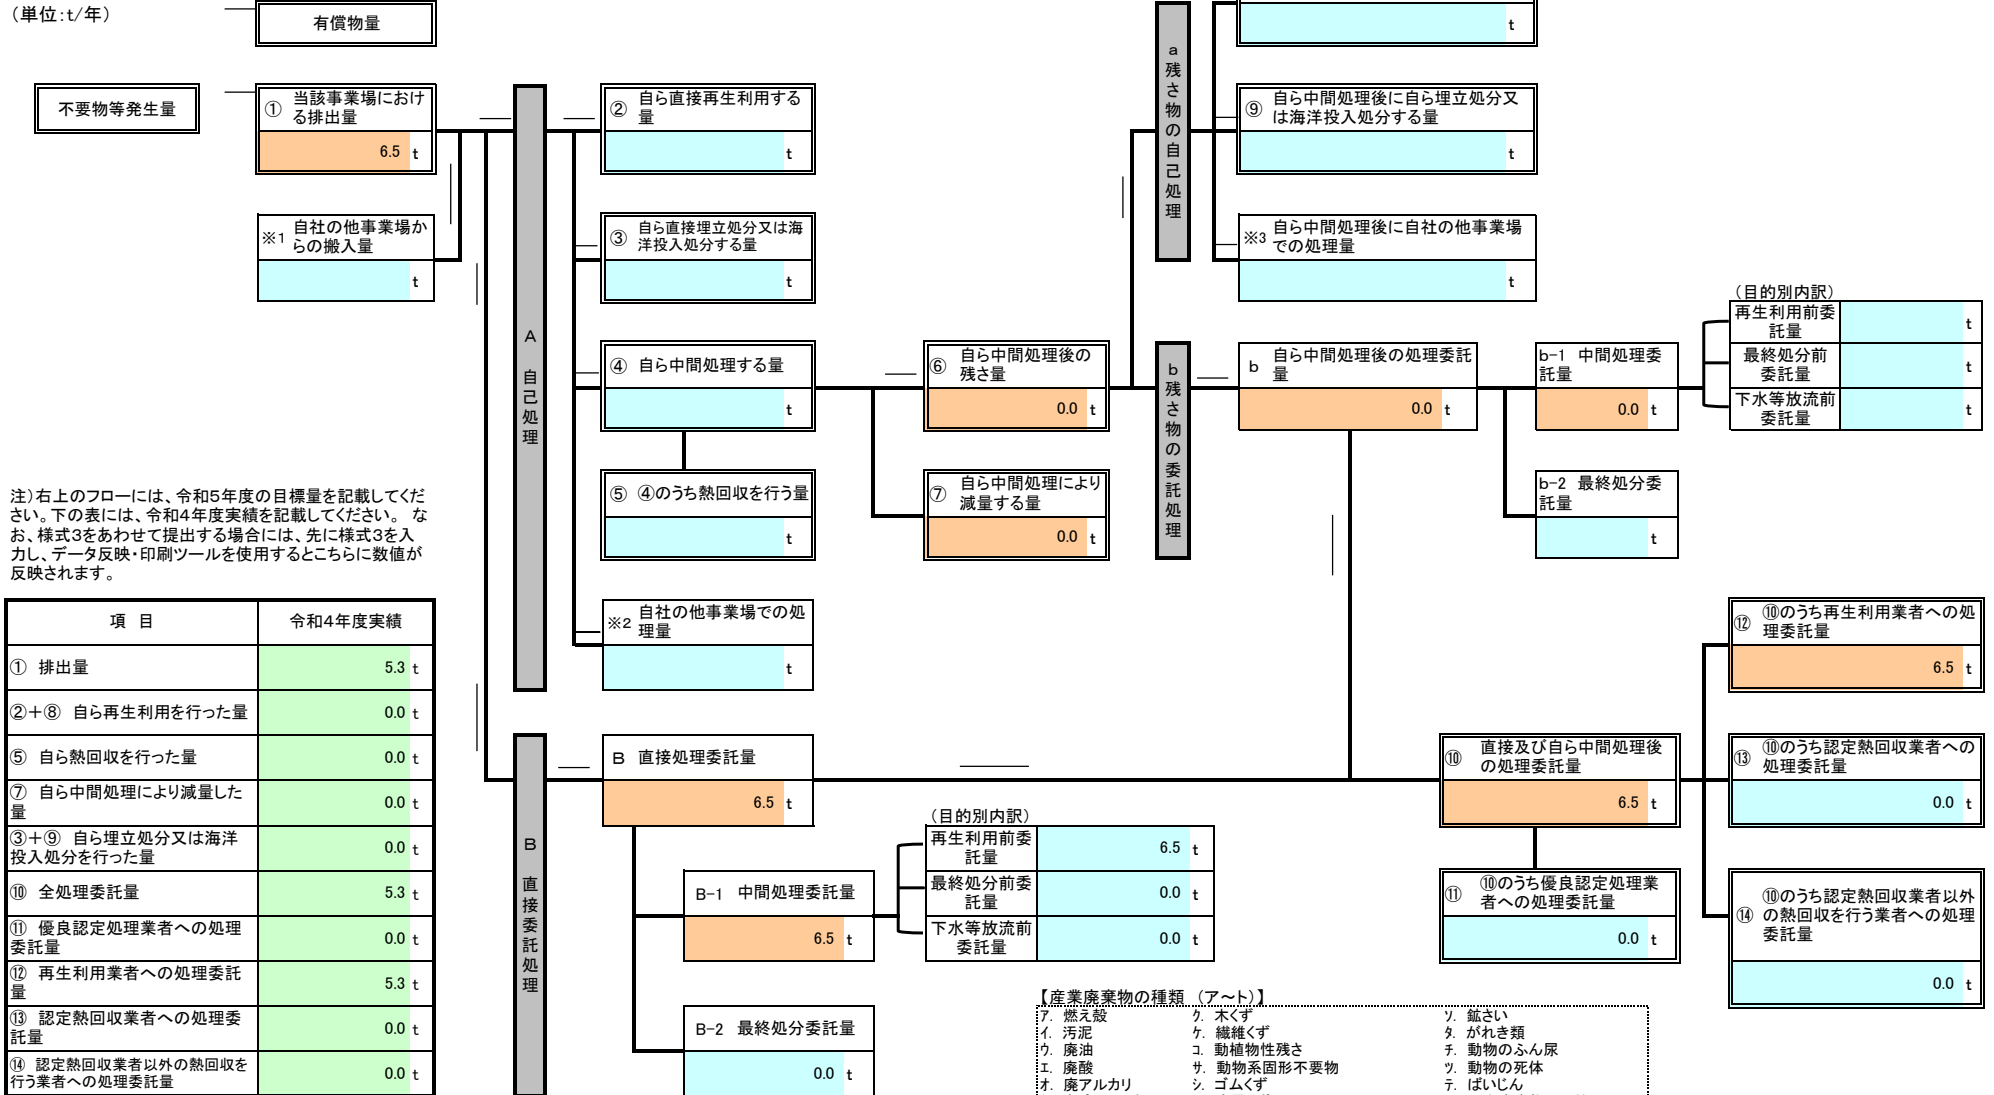 （単位:t/年）
有償物量
t
不要物等発生量
① 当該事業場におけ
る排出量
6.5 t
※1 自社の他事業場か
らの搬入量
t
A 自己処理
② 自ら直接再生利用する
量
t
③ 自ら直接埋立処分又は海
洋投入処分する量
t
④ 自ら中間処理する量
t
⑤ ④のうち熱回収を行う量
t
※2 自社の他事業場での処
理量
t
⑥ 自ら中間処理後の
残さ量
0.0 t
⑦ 自ら中間処理により
減量する量
0.0 t
a 残さ物の自己処理
⑨ 自ら中間処理後に自ら埋立処分又
は海洋投入処分する量
t
※3 自ら中間処理後に自社の他事業場
での処理量
t
b 残さ物の委託処理
b 自ら中間処理後の処理委託
量
0.0 t
b-1 中間処理委
託量
0.0 t
b-2 最終処分委
託量
t
（目的別内訳）
再生利用前委
託量
t
最終処分前
委託量
t
下水等放流前
委託量
t
注）右上のフローには、令和5年度の目標量を記載してくだ
さい。下の表には、令和4年度実績を記載してください。 な
お、様式3をあわせて提出する場合には、先に様式3を入
力し、データ反映・印刷ツールを使用するとこちらに数値が
反映されます。
項 目 令和4年度実績
① 排出量 5.3 t
②＋⑧ 自ら再生利用を行った量 0.0 t
⑤ 自ら熱回収を行った量 0.0 t
⑦ 自ら中間処理により減量した
量 0.0 t
③＋⑨ 自ら埋立処分又は海洋
投入処分を行った量 0.0 t
⑩ 全処理委託量 5.3 t
⑪ 優良認定処理業者への処理
委託量 0.0 t
⑫ 再生利用業者への処理委託
量 5.3 t
⑬ 認定熱回収業者への処理委
託量 0.0 t
⑭ 認定熱回収業者以外の熱回収を
行う業者への処理委託量 0.0 t
B 直接委託処理
B 直接処理委託量
6.5 t
B-1 中間処理委託量
6.5 t
B-2 最終処分委託量
0.0 t
（目的別内訳）
再生利用前委
託量
6.5 t
最終処分前委
託量
0.0 t
下水等放流前
委託量
0.0 t
⑩ 直接及び自ら中間処理後
の処理委託量
6.5 t
⑪ ⑩のうち優良認定処理業
者への処理委託量
0.0 t
⑫ ⑩のうち再生利用業者への処
理委託量
6.5 t
⑬ ⑩のうち認定熱回収業者への
処理委託量
0.0 t
⑭ ⑩のうち認定熱回収業者以外
の熱回収を行う業者への処理
委託量
0.0 t
【産業廃棄物の種類 （ア～ト）】
ｱ. 燃え殻 ｸ. 木くず ｿ. 鉱さい
ｲ. 汚泥 ｹ. 繊維くず ﾀ. がれき類
ｳ. 廃油 ｺ. 動植物性残さ ﾁ. 動物のふん尿
ｴ. 廃酸 ｻ. 動物系固形不要物 ﾂ. 動物の死体
ｵ. 廃アルカリ ｼ. ゴムくず ﾃ. ばいじん